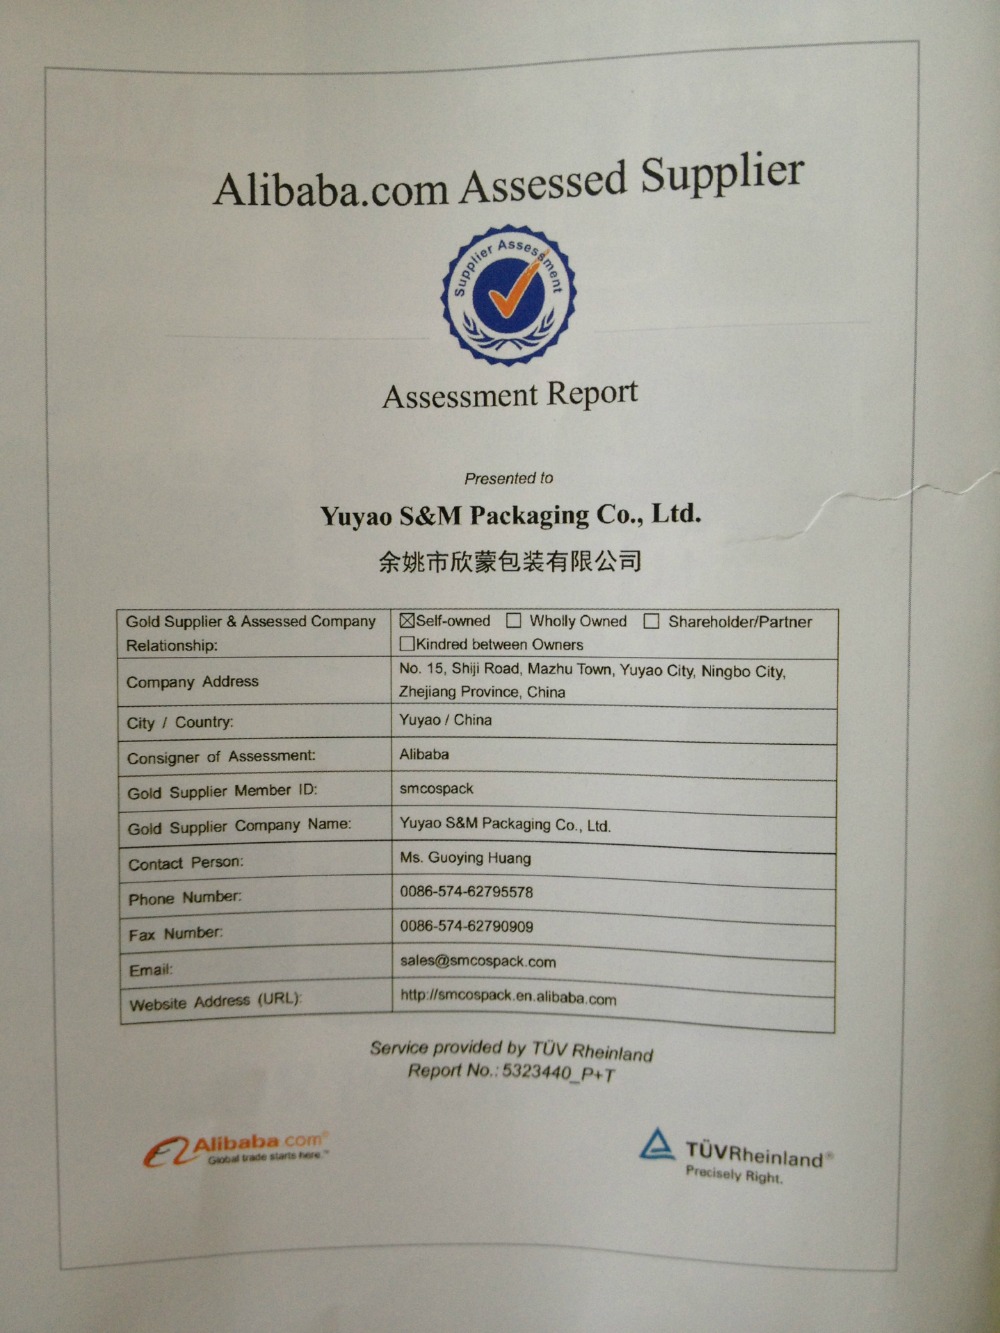 Alibaba.com Assessed Supplier
Supplier Assessment
Assessment Report
Presented to
Yuyao S&M Packaging Co., Ltd.
余姚市欣蒙包装有限公司
Gold Supplier & Assessed Company Relationship:
☒Self-owned ☐ Wholly Owned ☐ Shareholder/Partner
☐Kindred between Owners
Company Address
No. 15, Shiji Road, Mazhu Town, Yuyao City, Ningbo City,
Zhejiang Province, China
City / Country:
Yuyao / China
Consigner of Assessment:
Alibaba
Gold Supplier Member ID:
smcospack
Gold Supplier Company Name:
Yuyao S&M Packaging Co., Ltd.
Contact Person:
Ms. Guoying Huang
Phone Number:
0086-574-62795578
Fax Number:
0086-574-62790909
Email:
sales@smcospack.com
Website Address (URL):
http://smcospack.en.alibaba.com
Service provided by TÜV Rheinland
Report No.: 5323440_P+T
Alibaba.com®
Global trade starts here.™
TÜVRheinland®
Precisely Right.